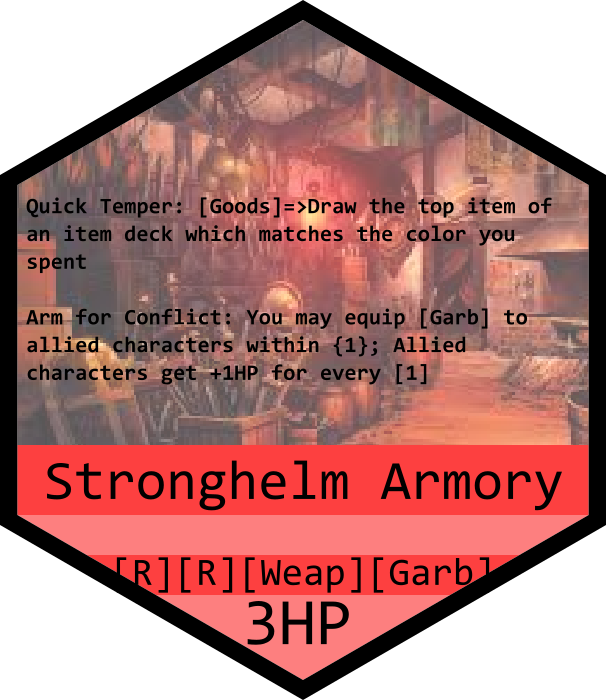 Quick Temper: [Goods]=>Draw the top item of
an item deck which matches the color you
spent
Arm for Conflict: You may equip [Garb] to
allied characters within {1}; Allied
characters get +1HP for every [1]
Stronghelm Armory
[R][R][Weap][Garb]
3HP